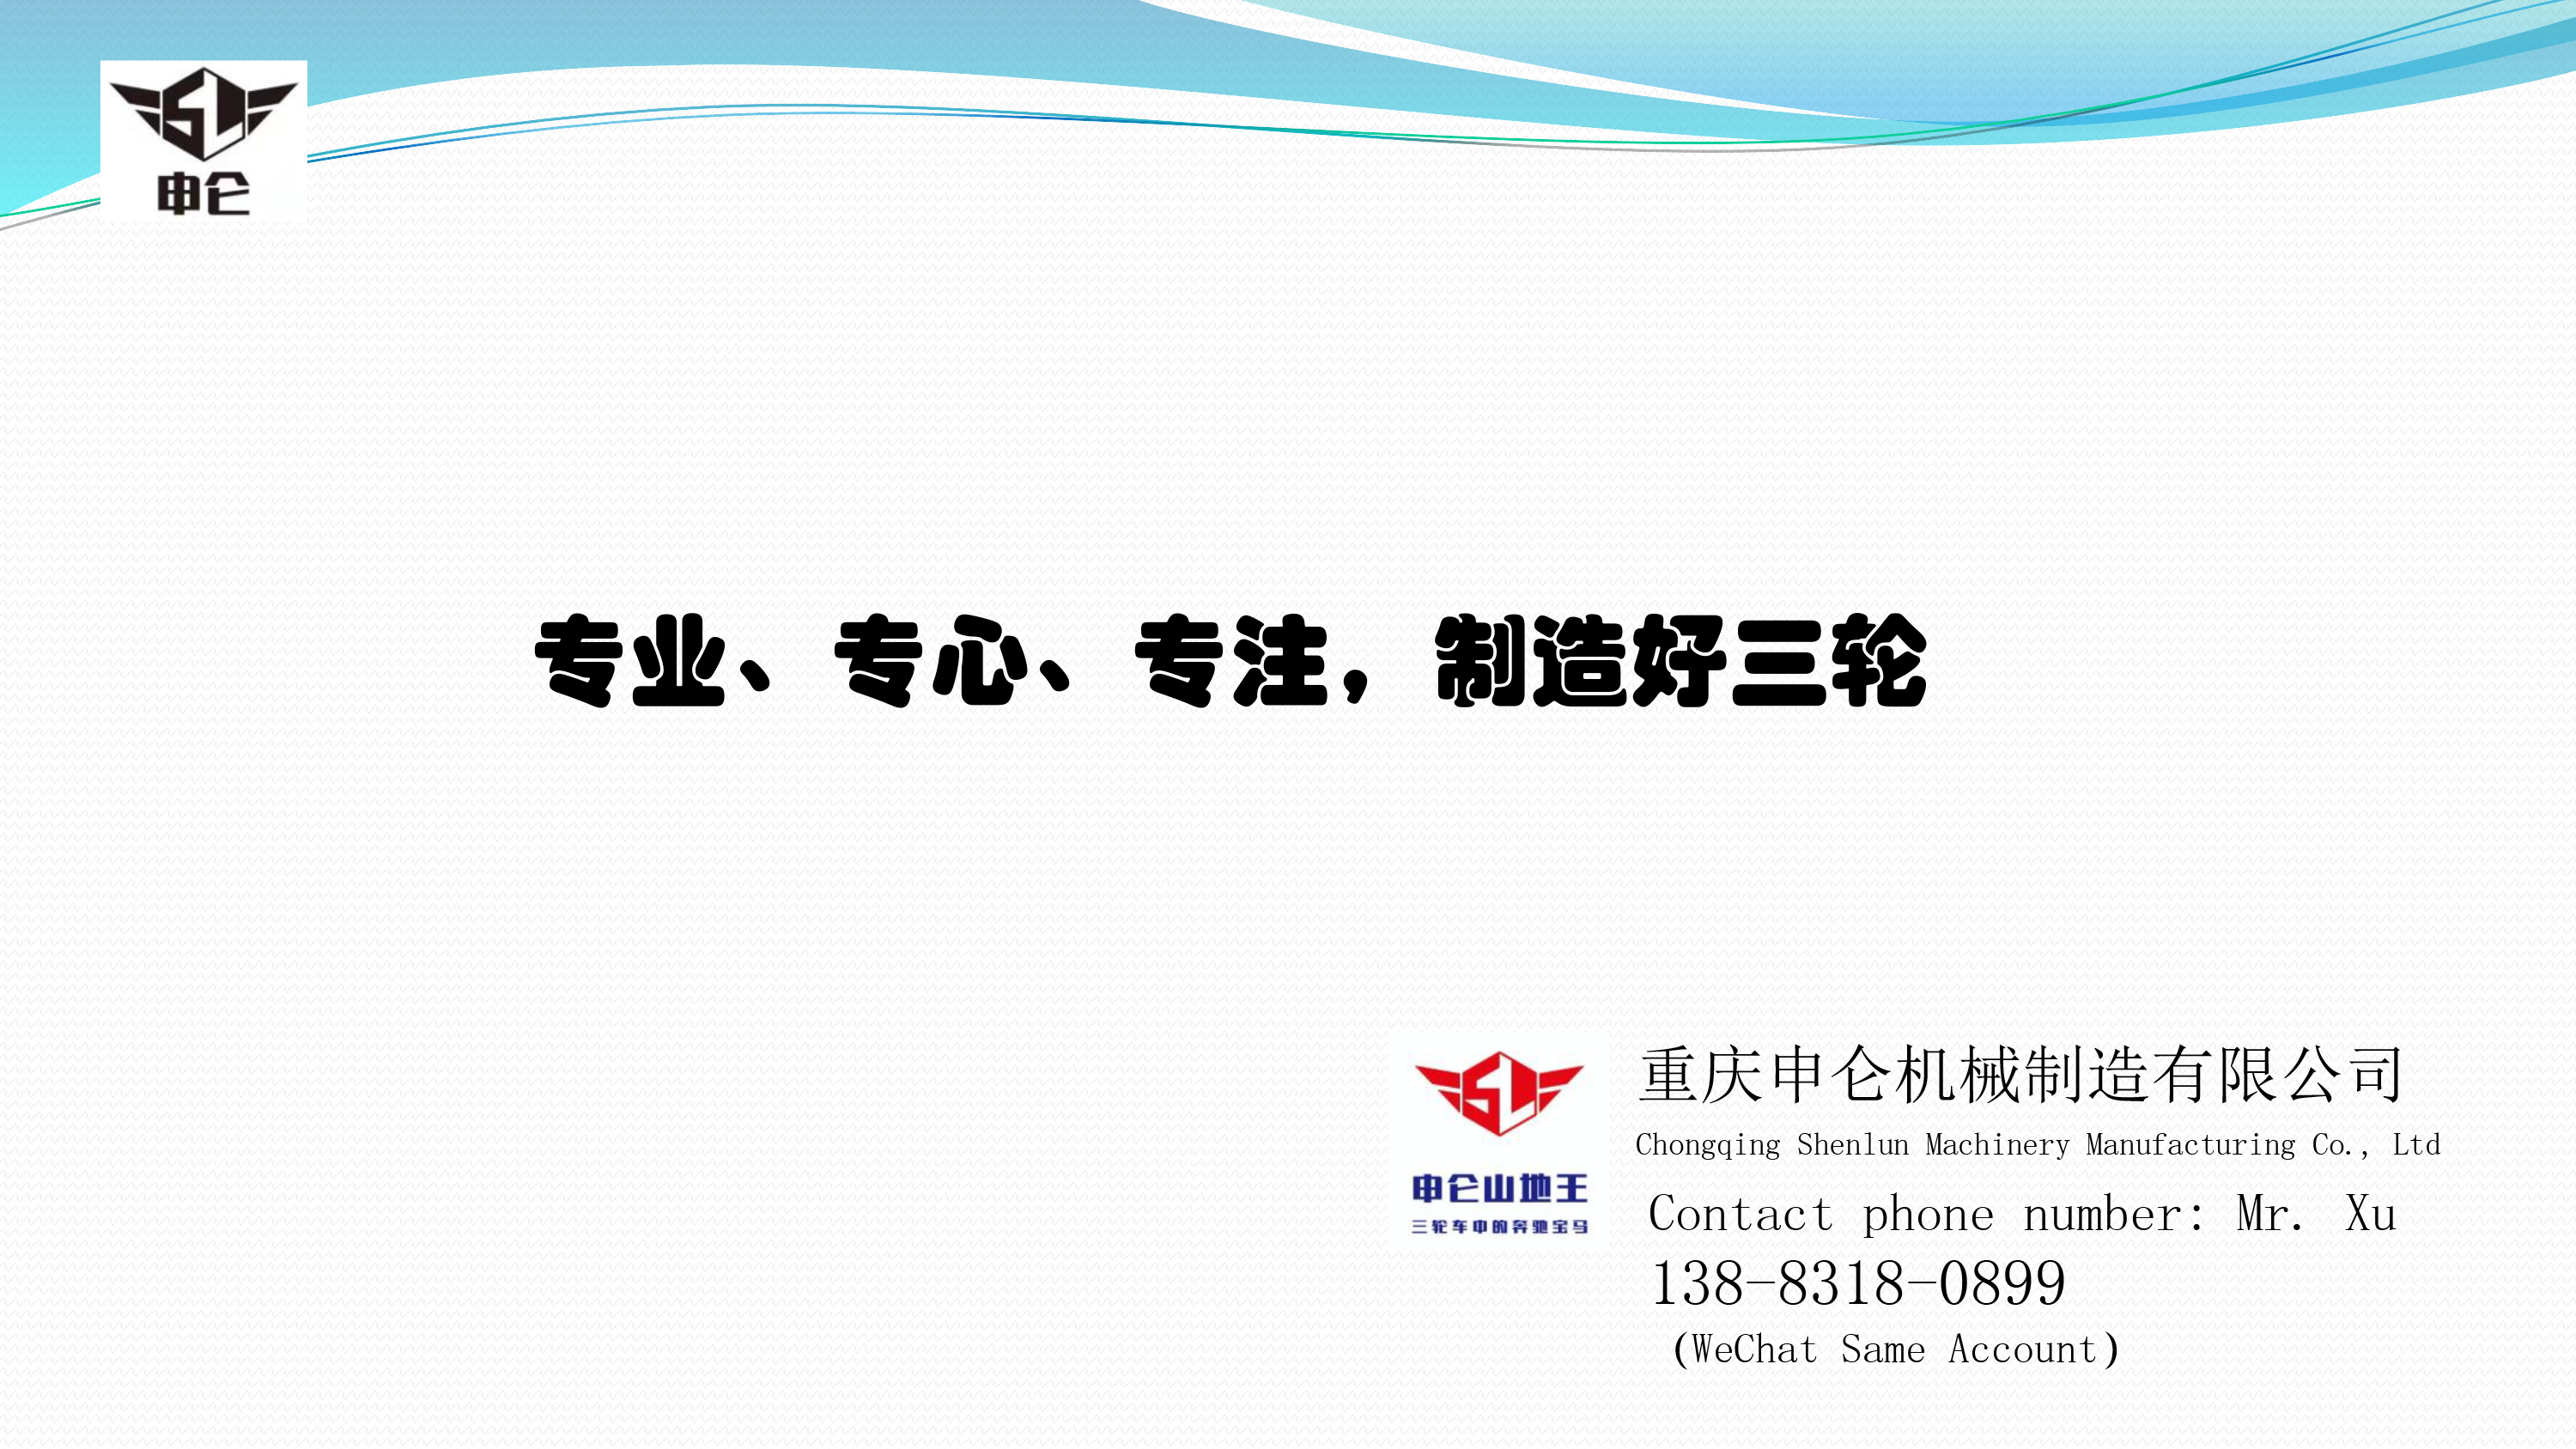 SL
申仑
专业、专心、专注，制造好三轮
SL
申仑山地王
三轮车中的奔驰宝马
重庆申仑机械制造有限公司
Chongqing Shenlun Machinery Manufacturing Co., Ltd
Contact phone number: Mr. Xu
138-8318-0899
(WeChat Same Account)